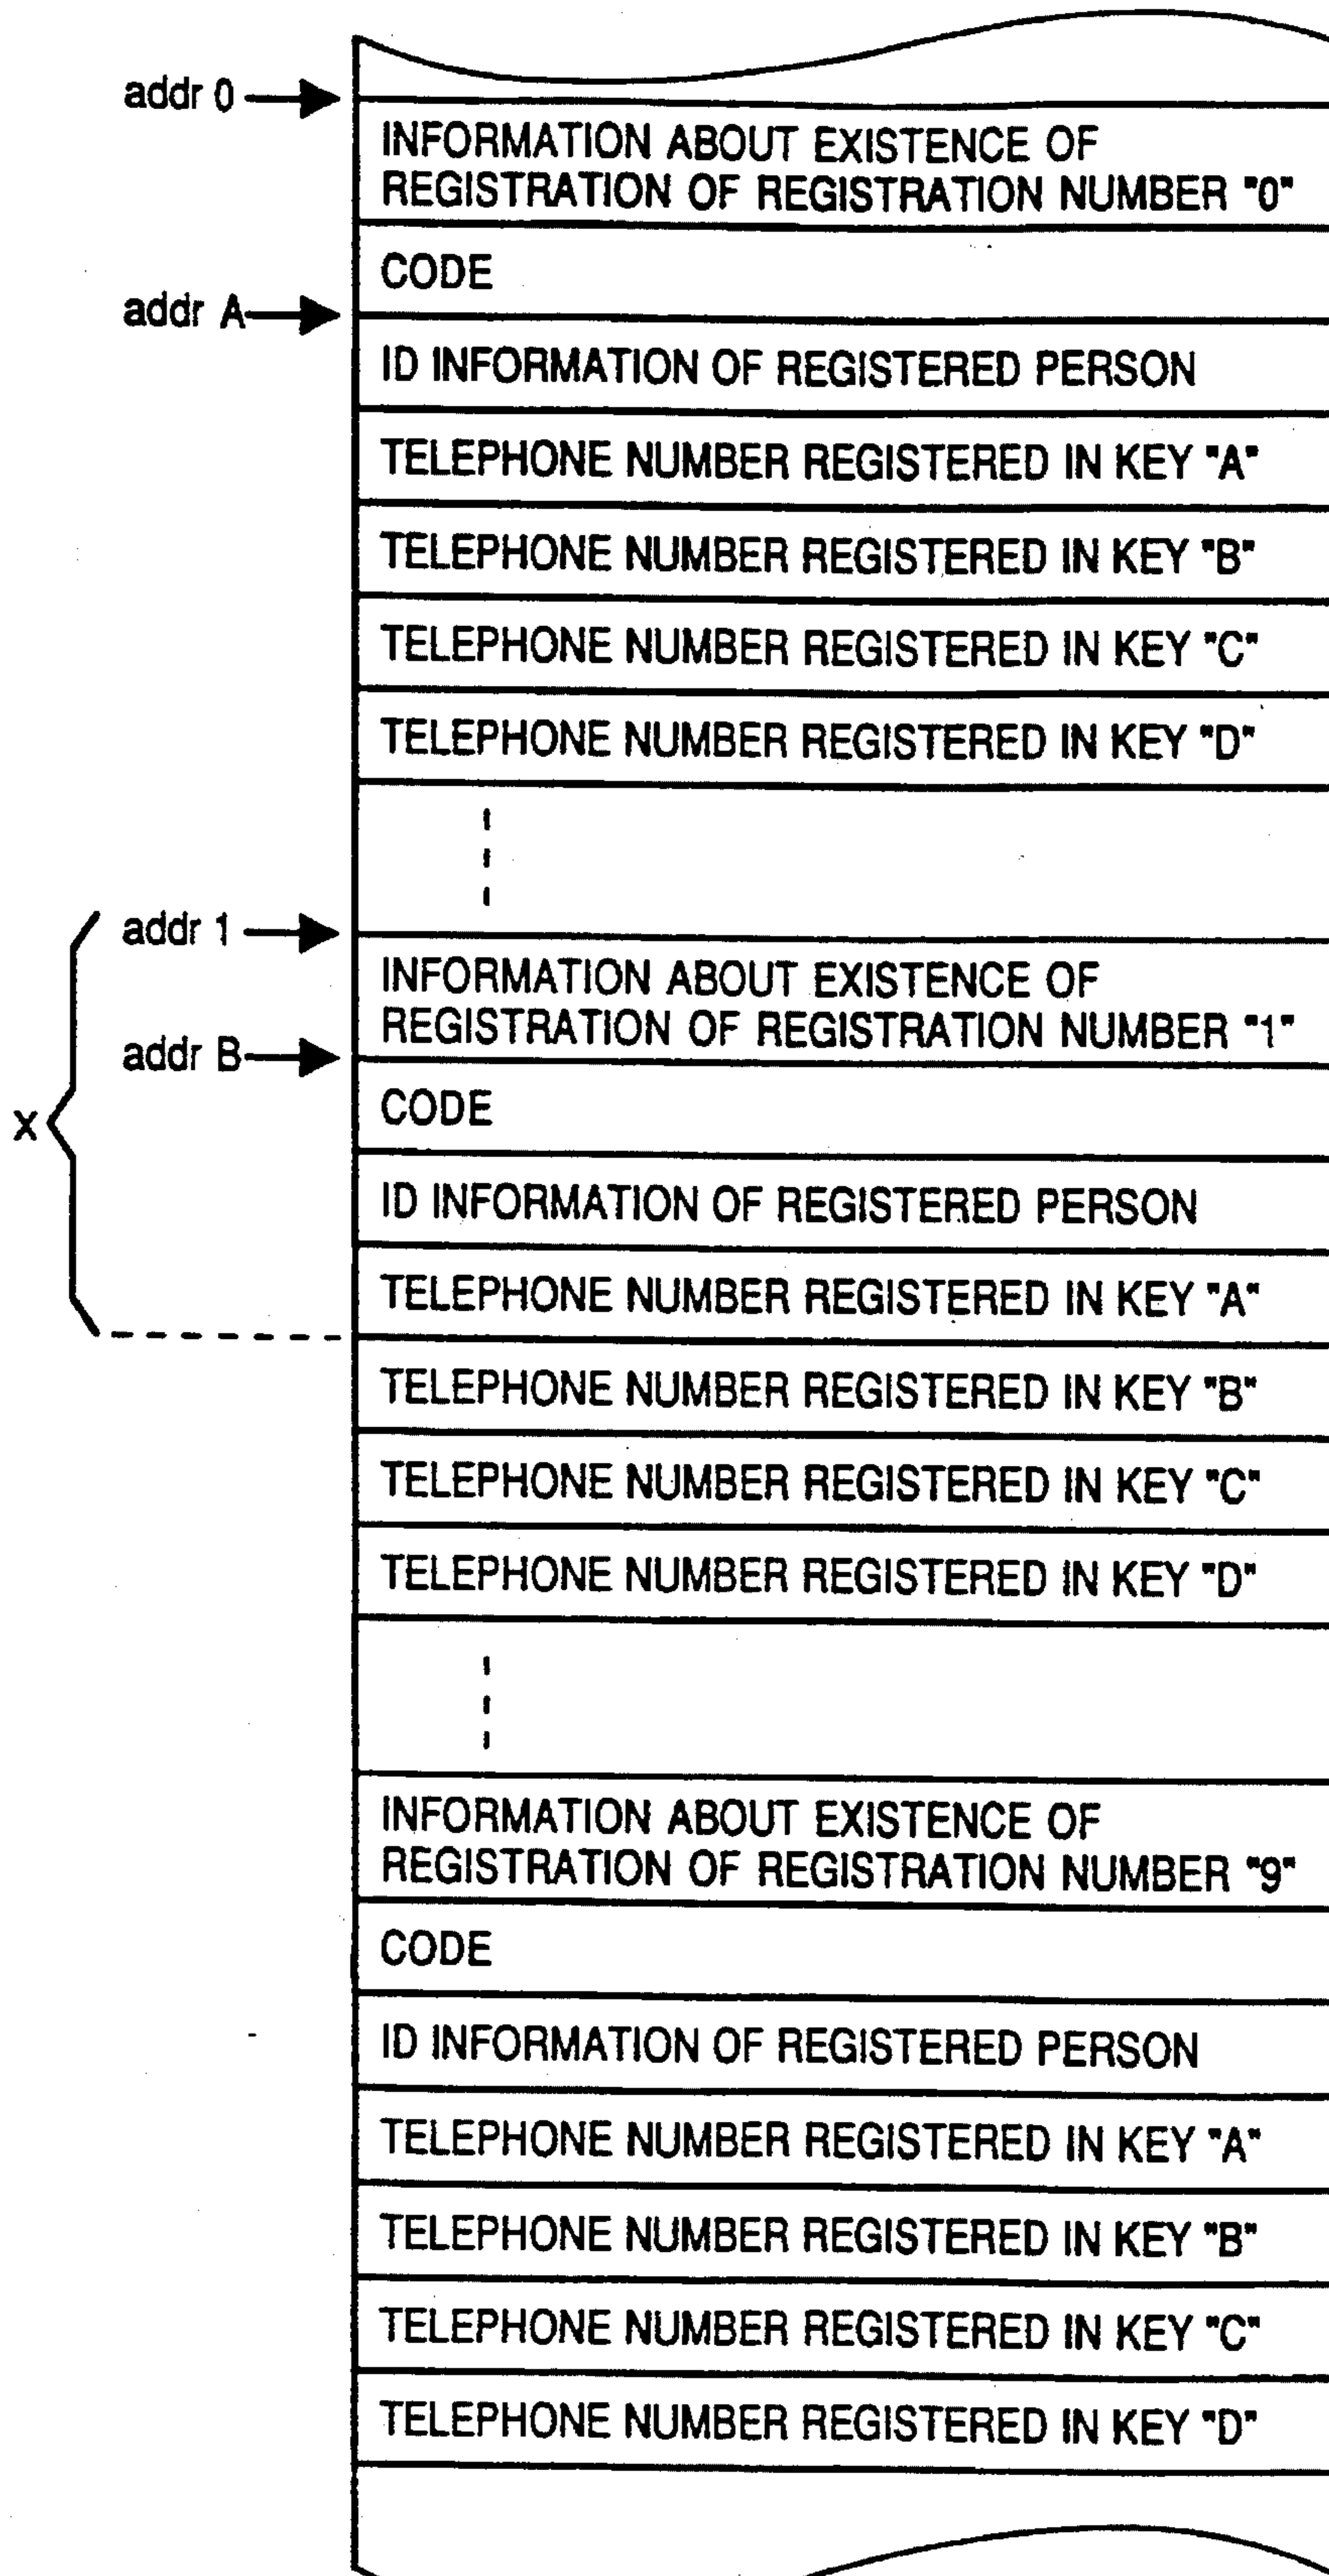 addr 0
INFORMATION ABOUT EXISTENCE OF
REGISTRATION OF REGISTRATION NUMBER "0"
CODE
addr A
ID INFORMATION OF REGISTERED PERSON
TELEPHONE NUMBER REGISTERED IN KEY "A"
TELEPHONE NUMBER REGISTERED IN KEY "B"
TELEPHONE NUMBER REGISTERED IN KEY "C"
TELEPHONE NUMBER REGISTERED IN KEY "D"
addr 1
INFORMATION ABOUT EXISTENCE OF
REGISTRATION OF REGISTRATION NUMBER "1"
addr B
CODE
x
ID INFORMATION OF REGISTERED PERSON
TELEPHONE NUMBER REGISTERED IN KEY "A"
TELEPHONE NUMBER REGISTERED IN KEY "B"
TELEPHONE NUMBER REGISTERED IN KEY "C"
TELEPHONE NUMBER REGISTERED IN KEY "D"
INFORMATION ABOUT EXISTENCE OF
REGISTRATION OF REGISTRATION NUMBER "9"
CODE
ID INFORMATION OF REGISTERED PERSON
TELEPHONE NUMBER REGISTERED IN KEY "A"
TELEPHONE NUMBER REGISTERED IN KEY "B"
TELEPHONE NUMBER REGISTERED IN KEY "C"
TELEPHONE NUMBER REGISTERED IN KEY "D"